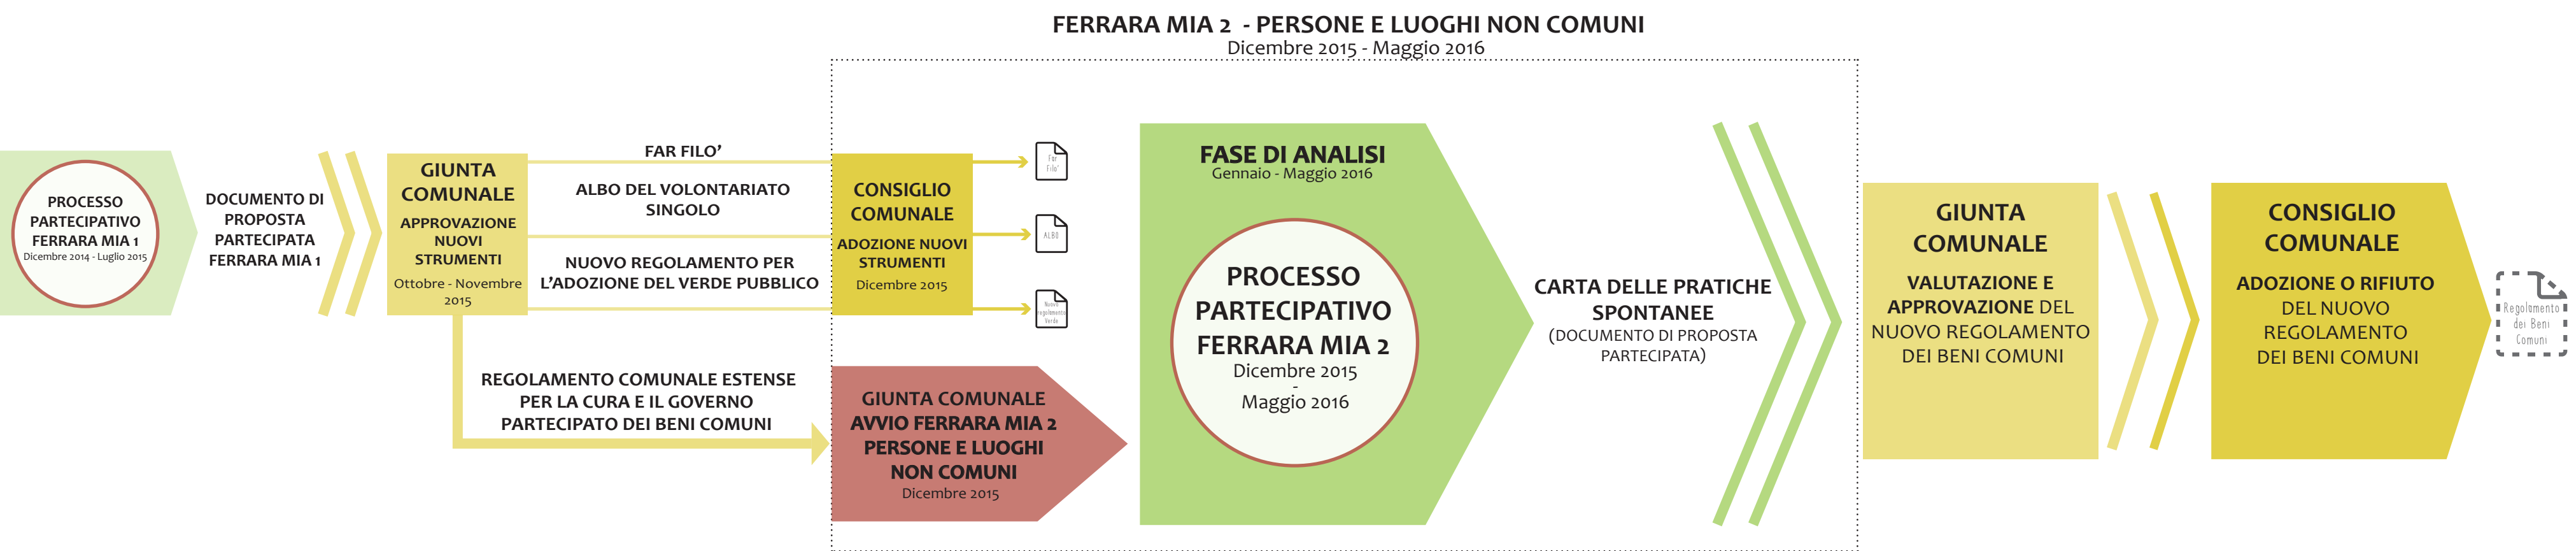 FERRARA MIA 2 - PERSONE E LUOGHI NON COMUNI
Dicembre 2015 - Maggio 2016
PROCESSO
PARTECIPATIVO
FERRARA MIA 1
Dicembre 2014 - Luglio 2015
DOCUMENTO DI
PROPOSTA
PARTECIPATA
FERRARA MIA 1
GIUNTA
COMUNALE
APPROVAZIONE
NUOVI
STRUMENTI
Ottobre - Novembre
2015
FAR FILO'
ALBO DEL VOLONTARIATO
SINGOLO
NUOVO REGOLAMENTO PER
L'ADOZIONE DEL VERDE PUBBLICO
REGOLAMENTO COMUNALE ESTENSE
PER LA CURA E IL GOVERNO
PARTECIPATO DEI BENI COMUNI
CONSIGLIO
COMUNALE
ADOZIONE NUOVI
STRUMENTI
Dicembre 2015
Far
Filo'
ALBO
Nuovo
regolamento
Verde
GIUNTA COMUNALE
AVVIO FERRARA MIA 2
PERSONE E LUOGHI
NON COMUNI
Dicembre 2015
FASE DI ANALISI
Gennaio - Maggio 2016
PROCESSO
PARTECIPATIVO
FERRARA MIA 2
Dicembre 2015
-
Maggio 2016
CARTA DELLE PRATICHE
SPONTANEE
(DOCUMENTO DI PROPOSTA
PARTECIPATA)
GIUNTA
COMUNALE
VALUTAZIONE E
APPROVAZIONE DEL
NUOVO REGOLAMENTO
DEI BENI COMUNI
CONSIGLIO
COMUNALE
ADOZIONE O RIFIUTO
DEL NUOVO
REGOLAMENTO
DEI BENI COMUNI
Regolamento
dei Beni
Comuni